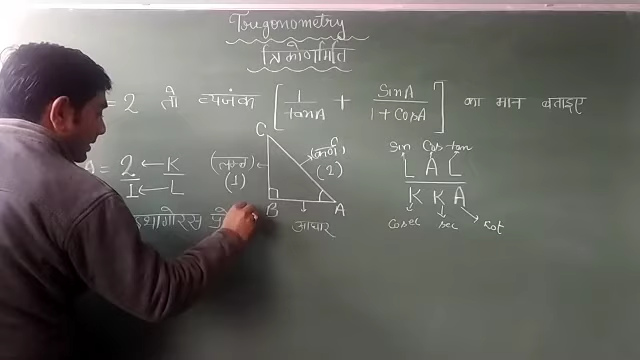 Trigonometry
त्रिकोणमिति
= 2 तो व्यंजक [ 1/tanA + SinA/1 + CosA ] का मान बताइए
A = 2/1 ← K/L
C
(लम्ब)
(1)
(कर्ण)
(2)
B
A
आधार
Sin Cos tan
L A L
K K A
Cosec sec Kot